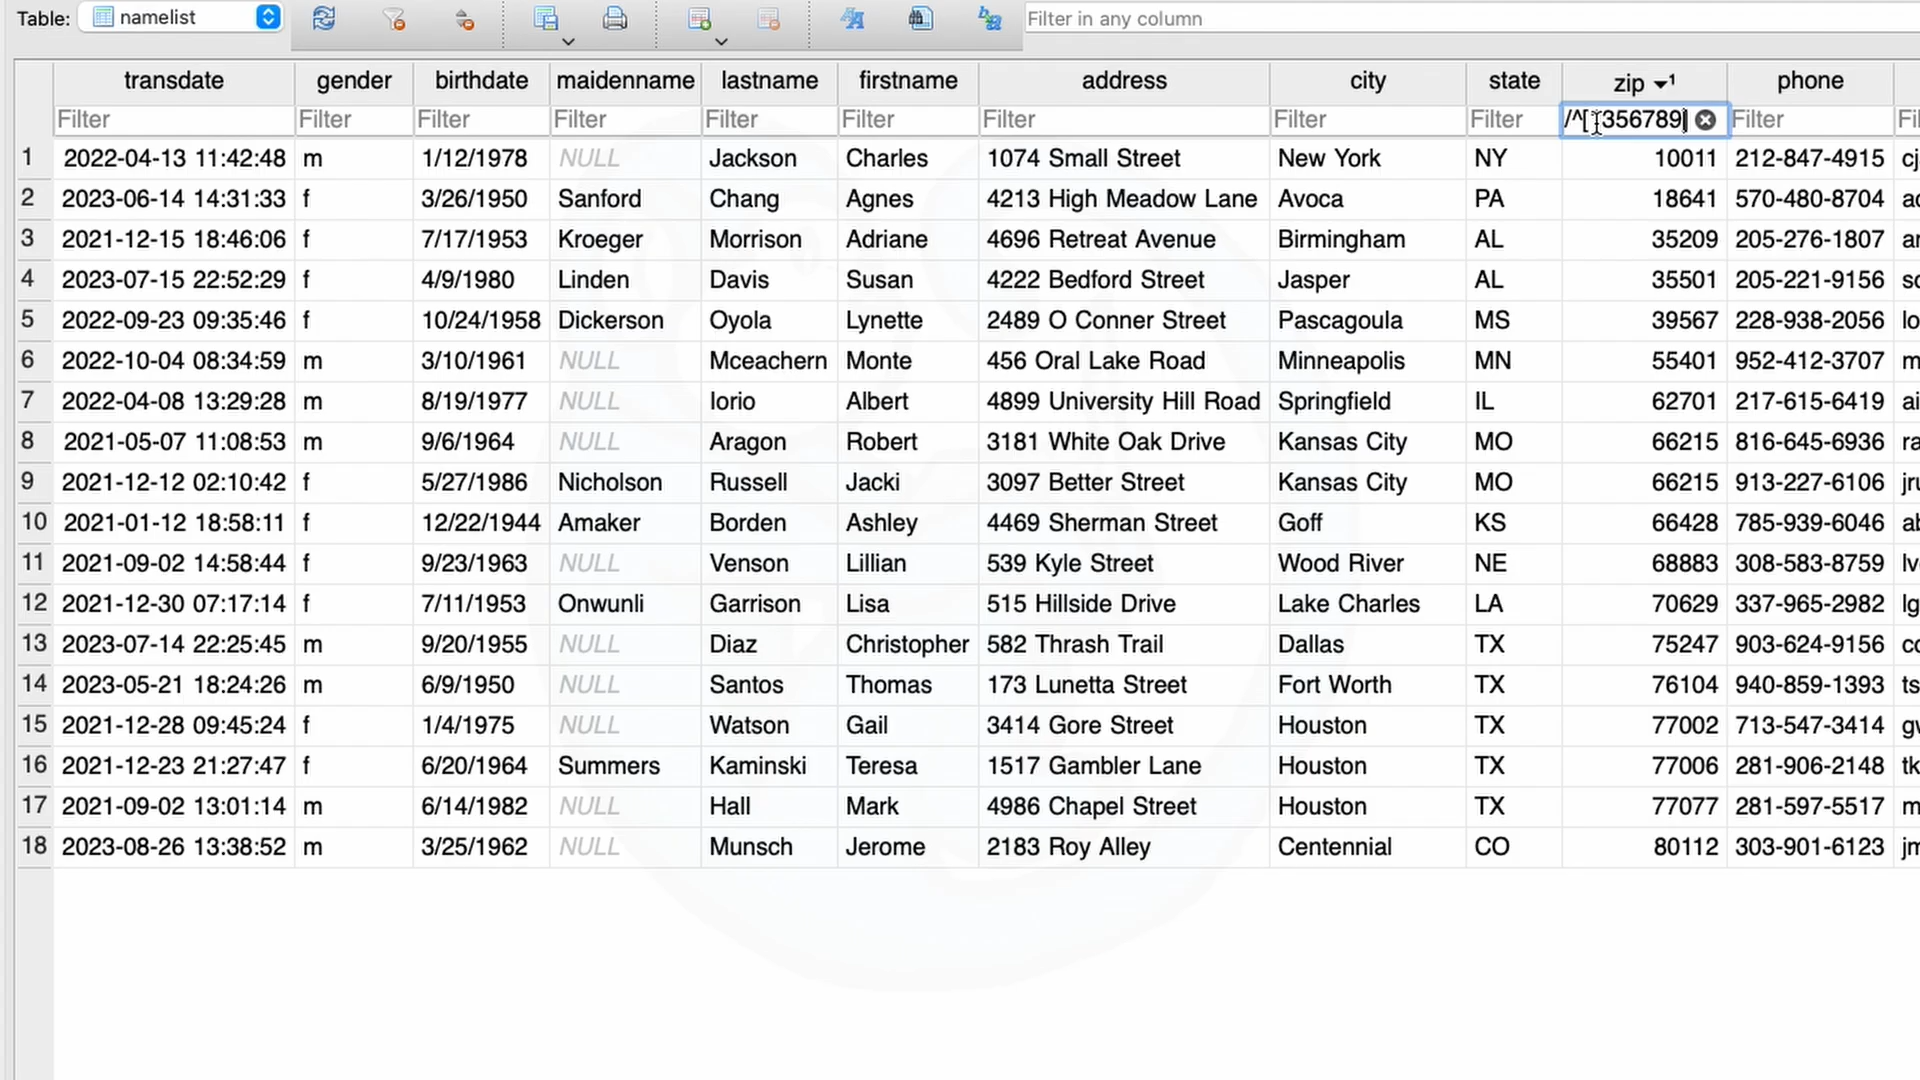 Table: namelist Filter in any column
transdate gender birthdate maidenname lastname firstname address city state zip 1 phone
Filter Filter Filter Filter Filter Filter Filter Filter Filter 356789 Filter
1 2022-04-13 11:42:48 m 1/12/1978 NULL Jackson Charles 1074 Small Street New York NY 10011 212-847-4915 cj
2 2023-06-14 14:31:33 f 3/26/1950 Sanford Chang Agnes 4213 High Meadow Lane Avoca PA 18641 570-480-8704
3 2021-12-15 18:46:06 f 7/17/1953 Kroeger Morrison Adriane 4696 Retreat Avenue Birmingham AL 35209 205-276-1807
4 2023-07-15 22:52:29 f 4/9/1980 Linden Davis Susan 4222 Bedford Street Jasper AL 35501 205-221-9156
5 2022-09-23 09:35:46 f 10/24/1958 Dickerson Oyola Lynette 2489 O Conner Street Pascagoula MS 39567 228-938-2056 lo
6 2022-10-04 08:34:59 m 3/10/1961 NULL Mceachern Monte 456 Oral Lake Road Minneapolis MN 55401 952-412-3707 m
7 2022-04-08 13:29:28 m 8/19/1977 NULL Iorio Albert 4899 University Hill Road Springfield IL 62701 217-615-6419 ai
8 2021-05-07 11:08:53 m 9/6/1964 NULL Aragon Robert 3181 White Oak Drive Kansas City MO 66215 816-645-6936 ra
9 2021-12-12 02:10:42 f 5/27/1986 Nicholson Russell Jacki 3097 Better Street Kansas City MO 66215 913-227-6106 jru
10 2021-01-12 18:58:11 f 12/22/1944 Amaker Borden Ashley 4469 Sherman Street Goff KS 66428 785-939-6046 ab
11 2021-09-02 14:58:44 f 9/23/1963 NULL Venson Lillian 539 Kyle Street Wood River NE 68883 308-583-8759 lv
12 2021-12-30 07:17:14 f 7/11/1953 Onwunli Garrison Lisa 515 Hillside Drive Lake Charles LA 70629 337-965-2982 lg
13 2023-07-14 22:25:45 m 9/20/1955 NULL Diaz Christopher 582 Thrash Trail Dallas TX 75247 903-624-9156
14 2023-05-21 18:24:26 m 6/9/1950 NULL Santos Thomas 173 Lunetta Street Fort Worth TX 76104 940-859-1393 ts
15 2021-12-28 09:45:24 f 1/4/1975 NULL Watson Gail 3414 Gore Street Houston TX 77002 713-547-3414
16 2021-12-23 21:27:47 f 6/20/1964 Summers Kaminski Teresa 1517 Gambler Lane Houston TX 77006 281-906-2148 tk
17 2021-09-02 13:01:14 m 6/14/1982 NULL Hall Mark 4986 Chapel Street Houston TX 77077 281-597-5517 m
18 2023-08-26 13:38:52 m 3/25/1962 NULL Munsch Jerome 2183 Roy Alley Centennial CO 80112 303-901-6123 jm